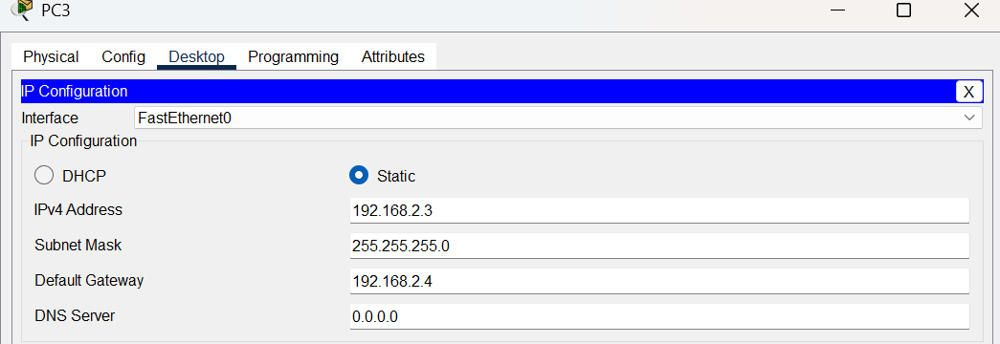 PC3
Physical Config Desktop Programming Attributes
IP Configuration X
Interface FastEthernet0
IP Configuration
DHCP Static
IPv4 Address 192.168.2.3
Subnet Mask 255.255.255.0
Default Gateway 192.168.2.4
DNS Server 0.0.0.0